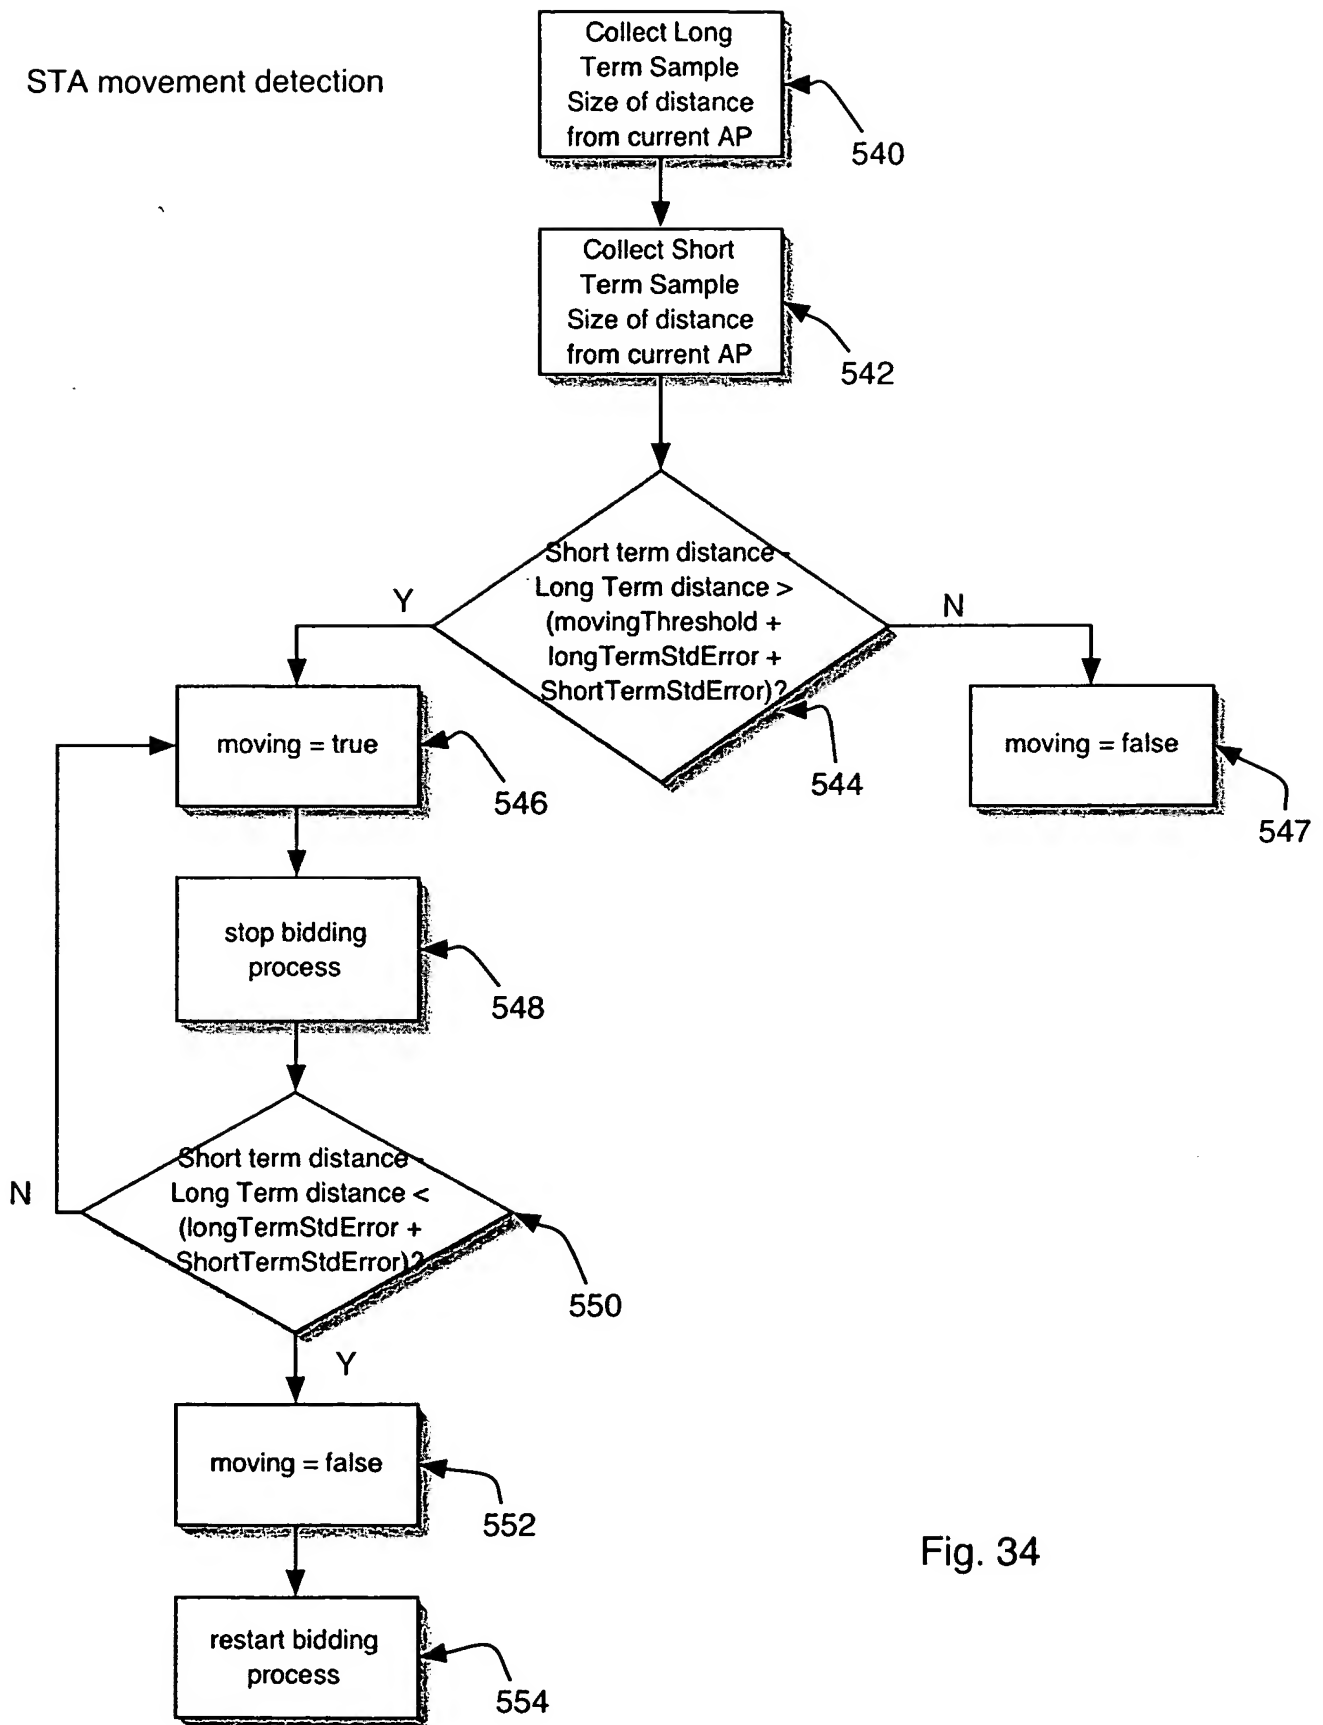 STA movement detection
Collect Long
Term Sample
Size of distance
from current AP
540
Collect Short
Term Sample
Size of distance
from current AP
542
Short term distance -
Long Term distance >
(movingThreshold +
longTermStdError +
ShortTermStdError)?
Y
N
544
moving = true
546
moving = false
547
stop bidding
process
548
Short term distance -
Long Term distance <
(longTermStdError +
ShortTermStdError)?
N
550
Y
moving = false
552
restart bidding
process
554
Fig. 34